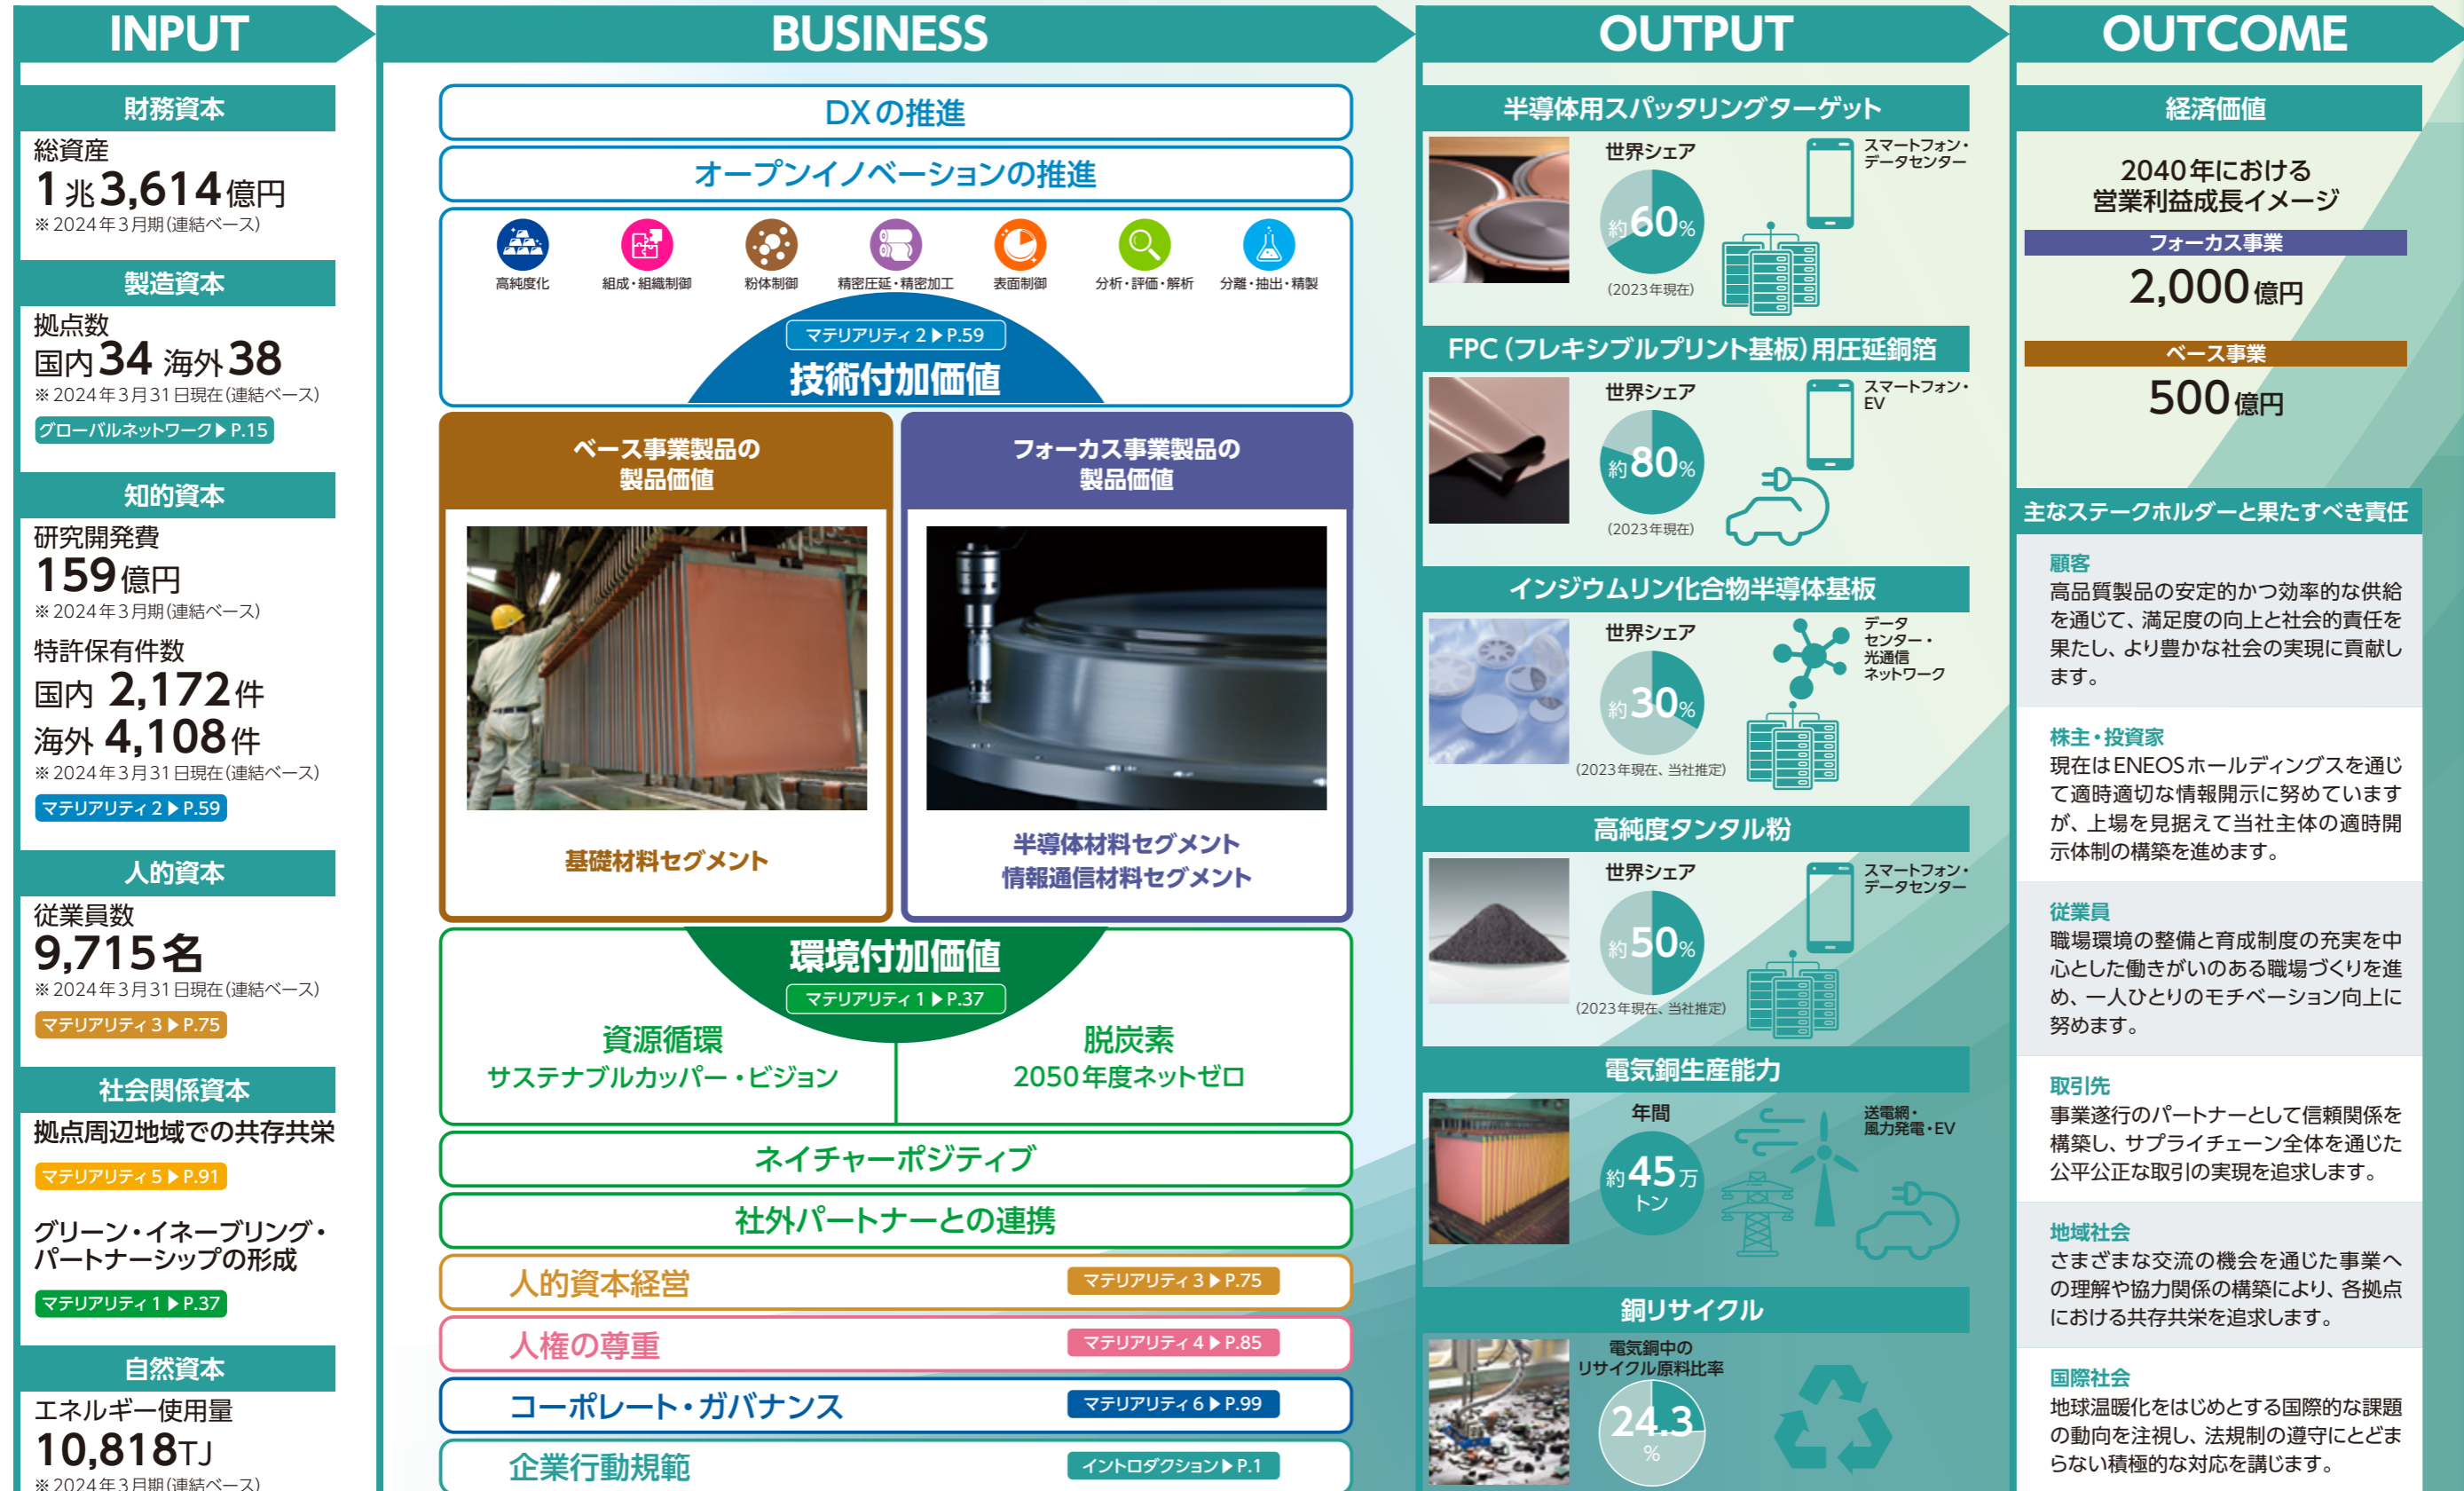 INPUT
財務資本
総資産
1兆3,614億円
※2024年3月期(連結ベース)
製造資本
拠点数
国内34 海外38
※2024年3月31日現在(連結ベース)
グローバルネットワーク▶P.15
知的資本
研究開発費
159億円
※2024年3月期(連結ベース)
特許保有件数
国内 2,172件
海外 4,108件
※2024年3月31日現在(連結ベース)
マテリアリティ2▶P.59
人的資本
従業員数
9,715名
※2024年3月31日現在(連結ベース)
マテリアリティ3▶P.75
社会関係資本
拠点周辺地域での共存共栄
マテリアリティ5▶P.91
グリーン・イネーブリング・
パートナーシップの形成
マテリアリティ1▶P.37
自然資本
エネルギー使用量
10,818TJ
※2024年3月期(連結ベース)
BUSINESS
DXの推進
オープンイノベーションの推進
高純度化
組成・組織制御
粉体制御
精密圧延・精密加工
表面制御
分析・評価・解析
分離・抽出・精製
マテリアリティ2▶P.59
技術付加価値
ベース事業製品の
製品価値
基礎材料セグメント
フォーカス事業製品の
製品価値
半導体材料セグメント
情報通信材料セグメント
環境付加価値
マテリアリティ1▶P.37
資源循環
サステナブルカッパー・ビジョン
脱炭素
2050年度ネットゼロ
ネイチャーポジティブ
社外パートナーとの連携
人的資本経営
マテリアリティ3▶P.75
人権の尊重
マテリアリティ4▶P.85
コーポレート・ガバナンス
マテリアリティ6▶P.99
企業行動規範
イントロダクション▶P.1
OUTPUT
半導体用スパッタリングターゲット
世界シェア
約60%
(2023年現在)
スマートフォン・
データセンター
FPC(フレキシブルプリント基板)用圧延銅箔
世界シェア
約80%
(2023年現在)
スマートフォン・
EV
インジウムリン化合物半導体基板
世界シェア
約30%
(2023年現在、当社推定)
データ
センター・
光通信
ネットワーク
高純度タンタル粉
世界シェア
約50%
(2023年現在、当社推定)
スマートフォン・
データセンター
電気銅生産能力
年間
約45万
トン
送電網・
風力発電・EV
銅リサイクル
電気銅中の
リサイクル原料比率
24.3
%
OUTCOME
経済価値
2040年における
営業利益成長イメージ
フォーカス事業
2,000億円
ベース事業
500億円
主なステークホルダーと果たすべき責任
顧客
高品質製品の安定的かつ効率的な供給
を通じて、満足度の向上と社会的責任を
果たし、より豊かな社会の実現に貢献し
ます。
株主・投資家
現在はENEOSホールディングスを通じ
て適時適切な情報開示に努めています
が、上場を見据えて当社主体の適時開
示体制の構築を進めます。
従業員
職場環境の整備と育成制度の充実を中
心とした働きがいのある職場づくりを進
め、一人ひとりのモチベーション向上に
努めます。
取引先
事業遂行のパートナーとして信頼関係を
構築し、サプライチェーン全体を通じた
公平公正な取引の実現を追求します。
地域社会
さまざまな交流の機会を通じた事業へ
の理解や協力関係の構築により、各拠点
における共存共栄を追求します。
国際社会
地球温暖化をはじめとする国際的な課題
の動向を注視し、法規制の遵守にとどま
らない積極的な対応を講じます。